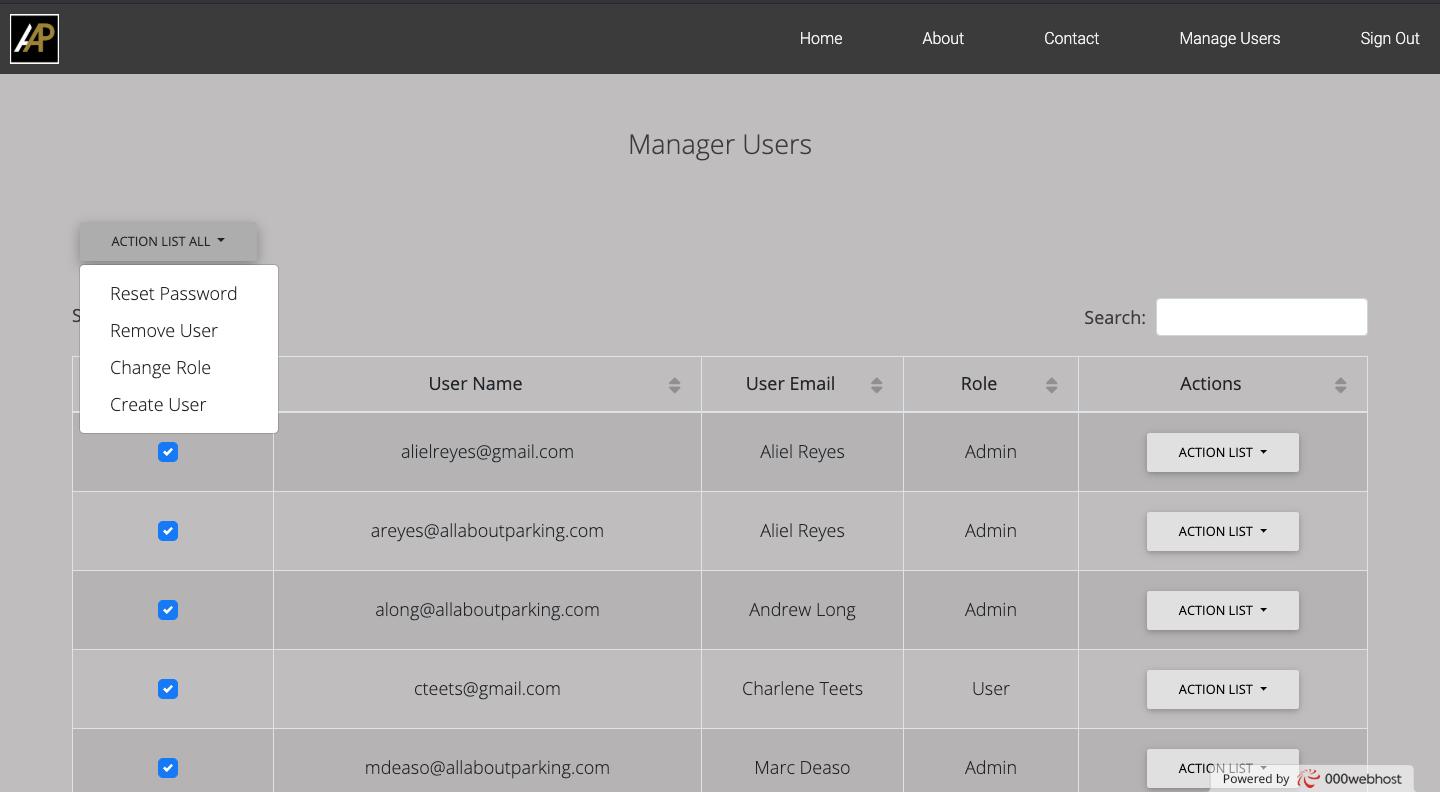 AAP
Home About Contact Manage Users Sign Out
Manager Users
ACTION LIST ALL
Reset Password
Remove User
Change Role
Create User
S
Search:
User Name User Email Role Actions
alielreyes@gmail.com Aliel Reyes Admin ACTION LIST
areyes@allaboutparking.com Aliel Reyes Admin ACTION LIST
along@allaboutparking.com Andrew Long Admin ACTION LIST
cteets@gmail.com Charlene Teets User ACTION LIST
mdeaso@allaboutparking.com Marc Deaso Admin ACTION LIST
Powered by 000webhost